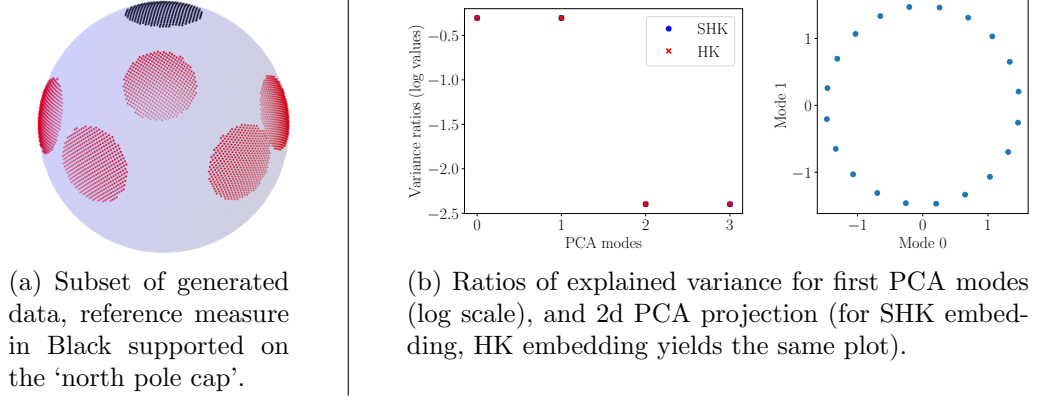 (a) Subset of generated
data, reference measure
in Black supported on
the ‘north pole cap’.
Variance ratios (log values)
−0.5
−1.0
−1.5
−2.0
−2.5
0
1
2
3
PCA modes
SHK
HK
Mode 1
1
0
−1
−1
0
1
Mode 0
(b) Ratios of explained variance for first PCA modes
(log scale), and 2d PCA projection (for SHK embed-
ding, HK embedding yields the same plot).